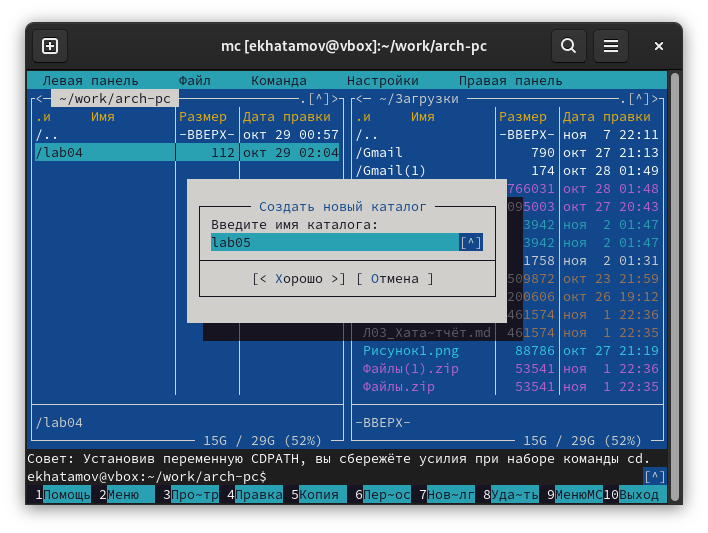 mc [ekhatamov@vbox]:~/work/arch-pc
Левая панель Файл Команда Настройки Правая панель
<— ~/work/arch-pc .[^]> <— ~/Загрузки .[^]>
.и Имя Размер Дата правки .и Имя Размер Дата правки
/.. -ВВЕРХ- окт 29 00:57 /.. -ВВЕРХ- ноя 7 22:11
/lab04 112 окт 29 02:04 /Gmail 790 окт 27 21:13
/Gmail(1) 174 окт 28 01:49
766031 окт 28 01:48
Создать новый каталог 095003 окт 27 20:43
Введите имя каталога: 3942 ноя 2 01:47
lab05 [^] 3942 ноя 2 01:47
1758 ноя 2 01:31
[< Хорошо >] [ Отмена ] 509872 окт 23 21:59
200606 окт 26 19:12
461574 ноя 1 22:36
Л03_Хата~тчёт.md 461574 ноя 1 22:35
Рисунок1.png 88786 окт 27 21:19
Файлы(1).zip 53541 ноя 1 22:36
Файлы.zip 53541 ноя 1 22:35
/lab04 -ВВЕРХ-
15G / 29G (52%) 15G / 29G (52%)
Совет: Установив переменную CDPATH, вы сбережёте усилия при наборе команды cd.
ekhatamov@vbox:~/work/arch-pc$ [^]
1Помощь 2Меню 3Про~тр 4Правка 5Копия 6Пер~ос 7Нов~лг 8Уда~ть 9МенюМС 10Выход